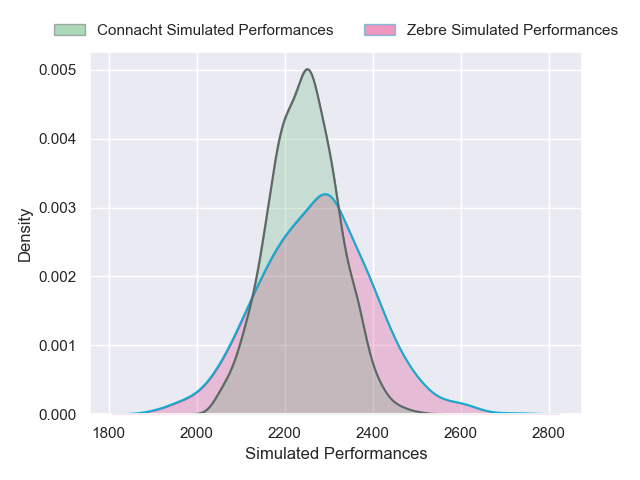 Connacht Simulated Performances Zebre Simulated Performances
0.005
0.004
0.003
0.002
0.001
0.000
Density
1800 2000 2200 2400 2600 2800
Simulated Performances